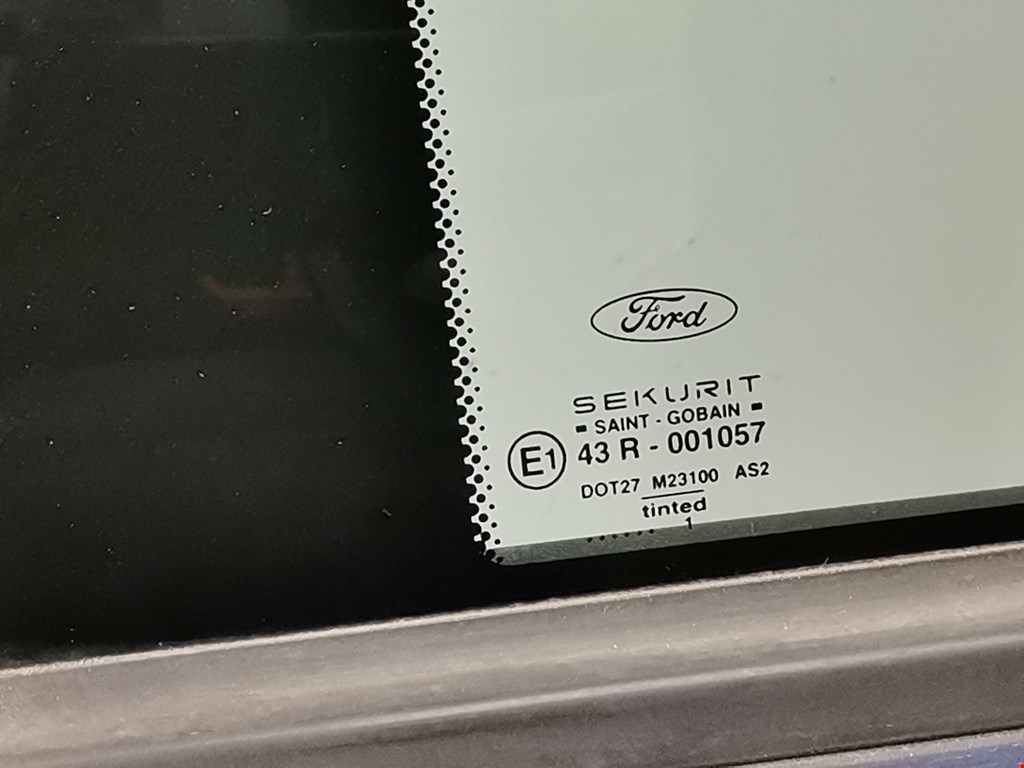 Ford
SEKURIT
SAINT - GOBAIN
E1 43 R - 001057
DOT27 M23100 AS2
tinted
...... 1